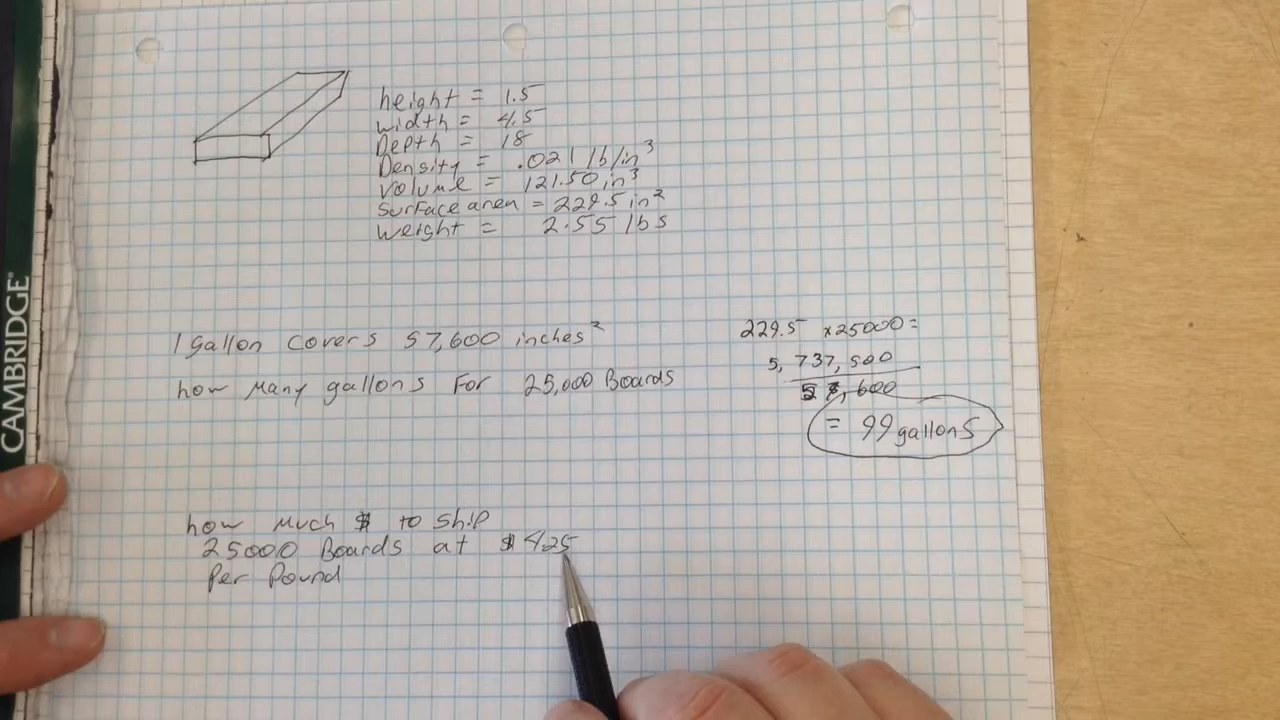 CAMBRIDGE®
height = 1.5
width = 4.5
Depth = 18
Density = .021 lb/in³
volume = 121.50 in³
surface area = 229.5 in²
weight = 2.55 lbs
1 gallon covers 57,600 inches²
how many gallons for 25,000 Boards
229.5 x25000=
5,737,500
57,600
= 99 gallons
how much $ to ship
25000 Boards at $425
Per Pound